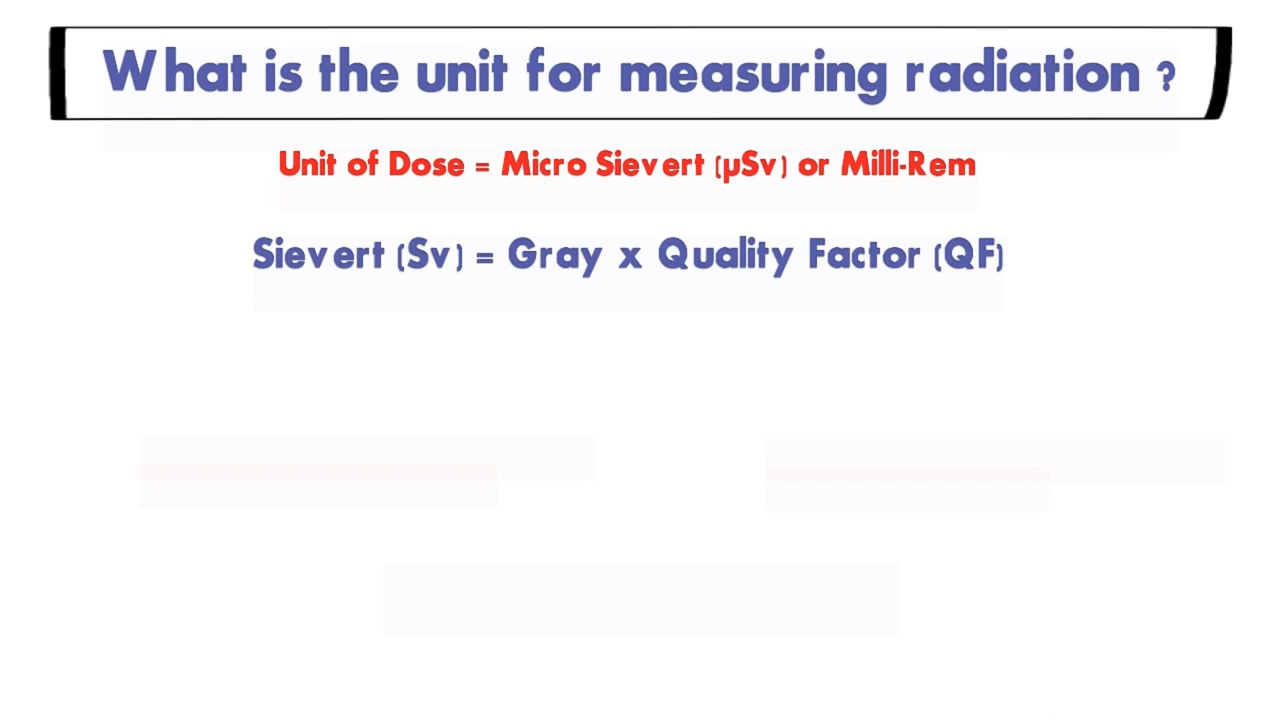 What is the unit for measuring radiation ?
Unit of Dose = Micro Sievert (µSv) or Milli-Rem
Sievert (Sv) = Gray x Quality Factor (QF)